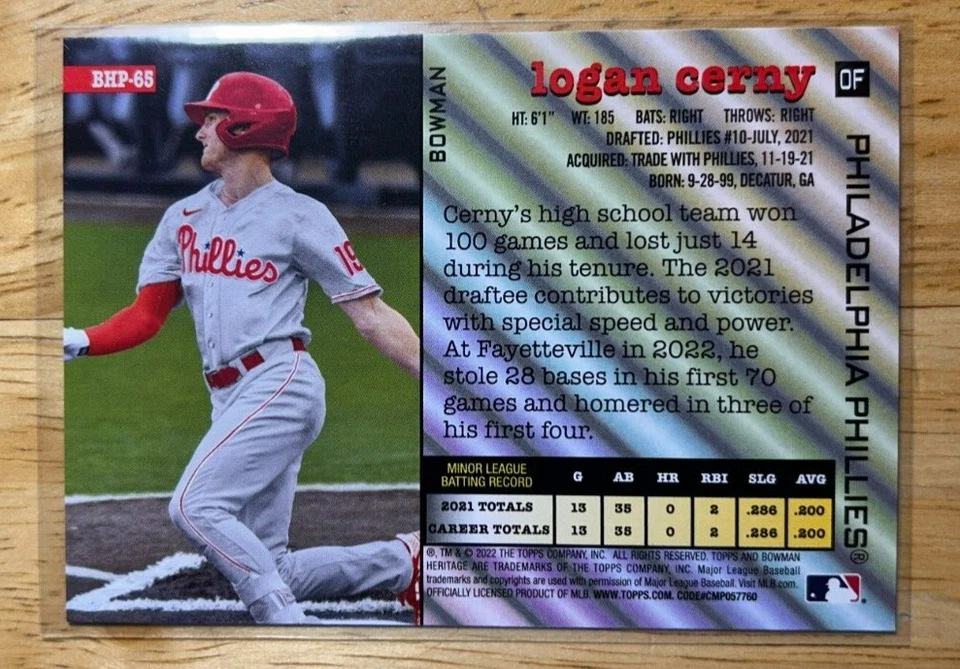 BHP-65
Phillies
19
BOWMAN
logan cerny
OF
HT: 6'1" WT: 185 BATS: RIGHT THROWS: RIGHT
DRAFTED: PHILLIES #10-JULY, 2021
ACQUIRED: TRADE WITH PHILLIES, 11-19-21
BORN: 9-28-99, DECATUR, GA
PHILADELPHIA PHILLIES®
Cerny's high school team won
100 games and lost just 14
during his tenure. The 2021
draftee contributes to victories
with special speed and power.
At Fayetteville in 2022, he
stole 28 bases in his first 70
games and homered in three of
his first four.
MINOR LEAGUE
BATTING RECORD G AB HR RBI SLG AVG
2021 TOTALS 13 35 0 2 .286 .200
CAREER TOTALS 13 35 0 2 .286 .200
®, TM & © 2022 THE TOPPS COMPANY, INC. ALL RIGHTS RESERVED. TOPPS AND BOWMAN
HERITAGE ARE TRADEMARKS OF THE TOPPS COMPANY, INC. Major League Baseball
trademarks and copyrights are used with permission of Major League Baseball. Visit MLB.com.
OFFICIALLY LICENSED PRODUCT OF MLB. WWW.TOPPS.COM. CODE#CMP057760